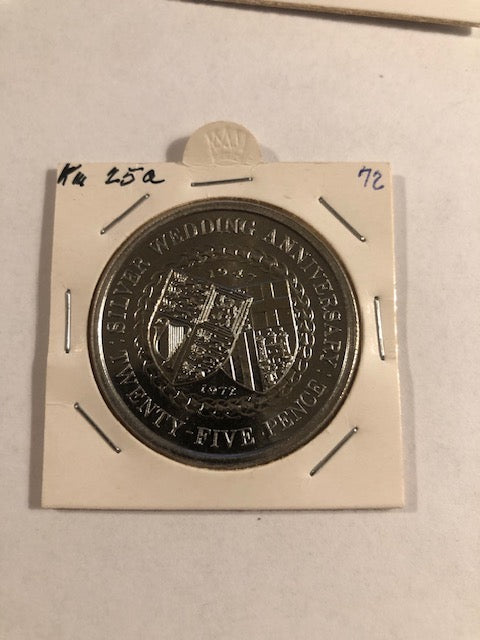 Km 25a
72
· SILVER WEDDING ANNIVERSARY ·
1972
TWENTY-FIVE PENCE